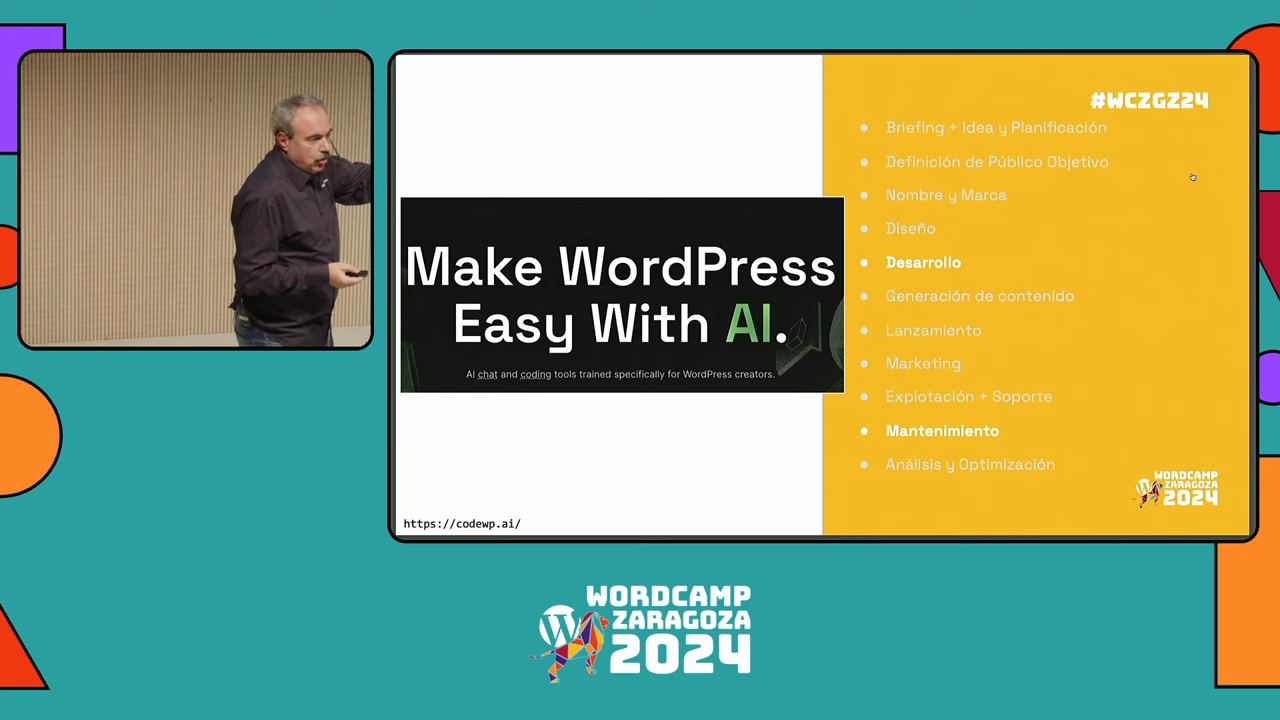 Make WordPress
Easy With AI.
AI chat and coding tools trained specifically for WordPress creators.
https://codewp.ai/
#WCZGZ24
Briefing + Idea y Planificación
Definición de Público Objetivo
Nombre y Marca
Diseño
Desarrollo
Generación de contenido
Lanzamiento
Marketing
Explotación + Soporte
Mantenimiento
Análisis y Optimización
WORDCAMP
ZARAGOZA
2024
WORDCAMP
ZARAGOZA
2024